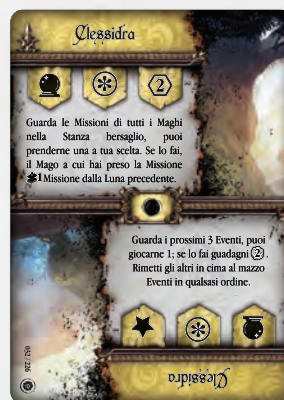 Clessidra
2
Guarda le Missioni di tutti i Maghi
nella Stanza bersaglio, puoi
prenderne una a tua scelta. Se lo fai,
il Mago a cui hai preso la Missione
1 Missione dalla Luna precedente.
Guarda i prossimi 3 Eventi, puoi
giocarne 1; se lo fai guadagni 2.
Rimetti gli altri in cima al mazzo
Eventi in qualsasi ordine.
Clessidra